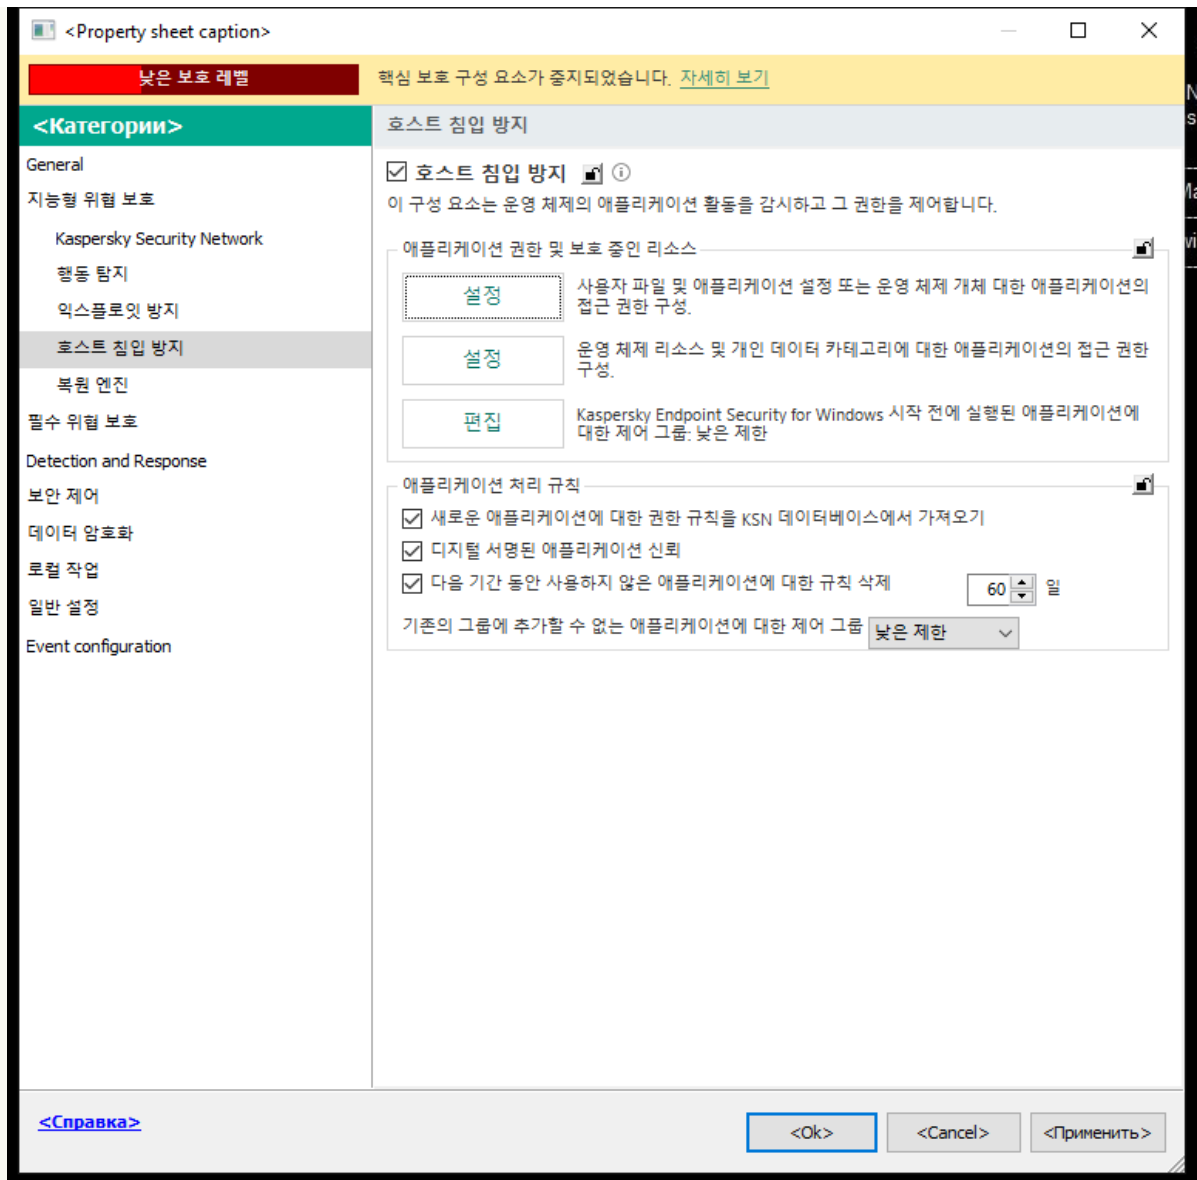 <Property sheet caption>
낮은 보호 레벨
핵심 보호 구성 요소가 중지되었습니다. 자세히 보기
<Категории>
General
지능형 위협 보호
Kaspersky Security Network
행동 탐지
익스플로잇 방지
호스트 침입 방지
복원 엔진
필수 위협 보호
Detection and Response
보안 제어
데이터 암호화
로컬 작업
일반 설정
Event configuration
호스트 침입 방지
호스트 침입 방지
이 구성 요소는 운영 체제의 애플리케이션 활동을 감시하고 그 권한을 제어합니다.
애플리케이션 권한 및 보호 중인 리소스
설정
사용자 파일 및 애플리케이션 설정 또는 운영 체제 개체 대한 애플리케이션의
접근 권한 구성.
설정
운영 체제 리소스 및 개인 데이터 카테고리에 대한 애플리케이션의 접근 권한
구성.
편집
Kaspersky Endpoint Security for Windows 시작 전에 실행된 애플리케이션에
대한 제어 그룹: 낮은 제한
애플리케이션 처리 규칙
새로운 애플리케이션에 대한 권한 규칙을 KSN 데이터베이스에서 가져오기
디지털 서명된 애플리케이션 신뢰
다음 기간 동안 사용하지 않은 애플리케이션에 대한 규칙 삭제 60 일
기존의 그룹에 추가할 수 없는 애플리케이션에 대한 제어 그룹 낮은 제한
<Справка>
<Ok>
<Cancel>
<Применить>